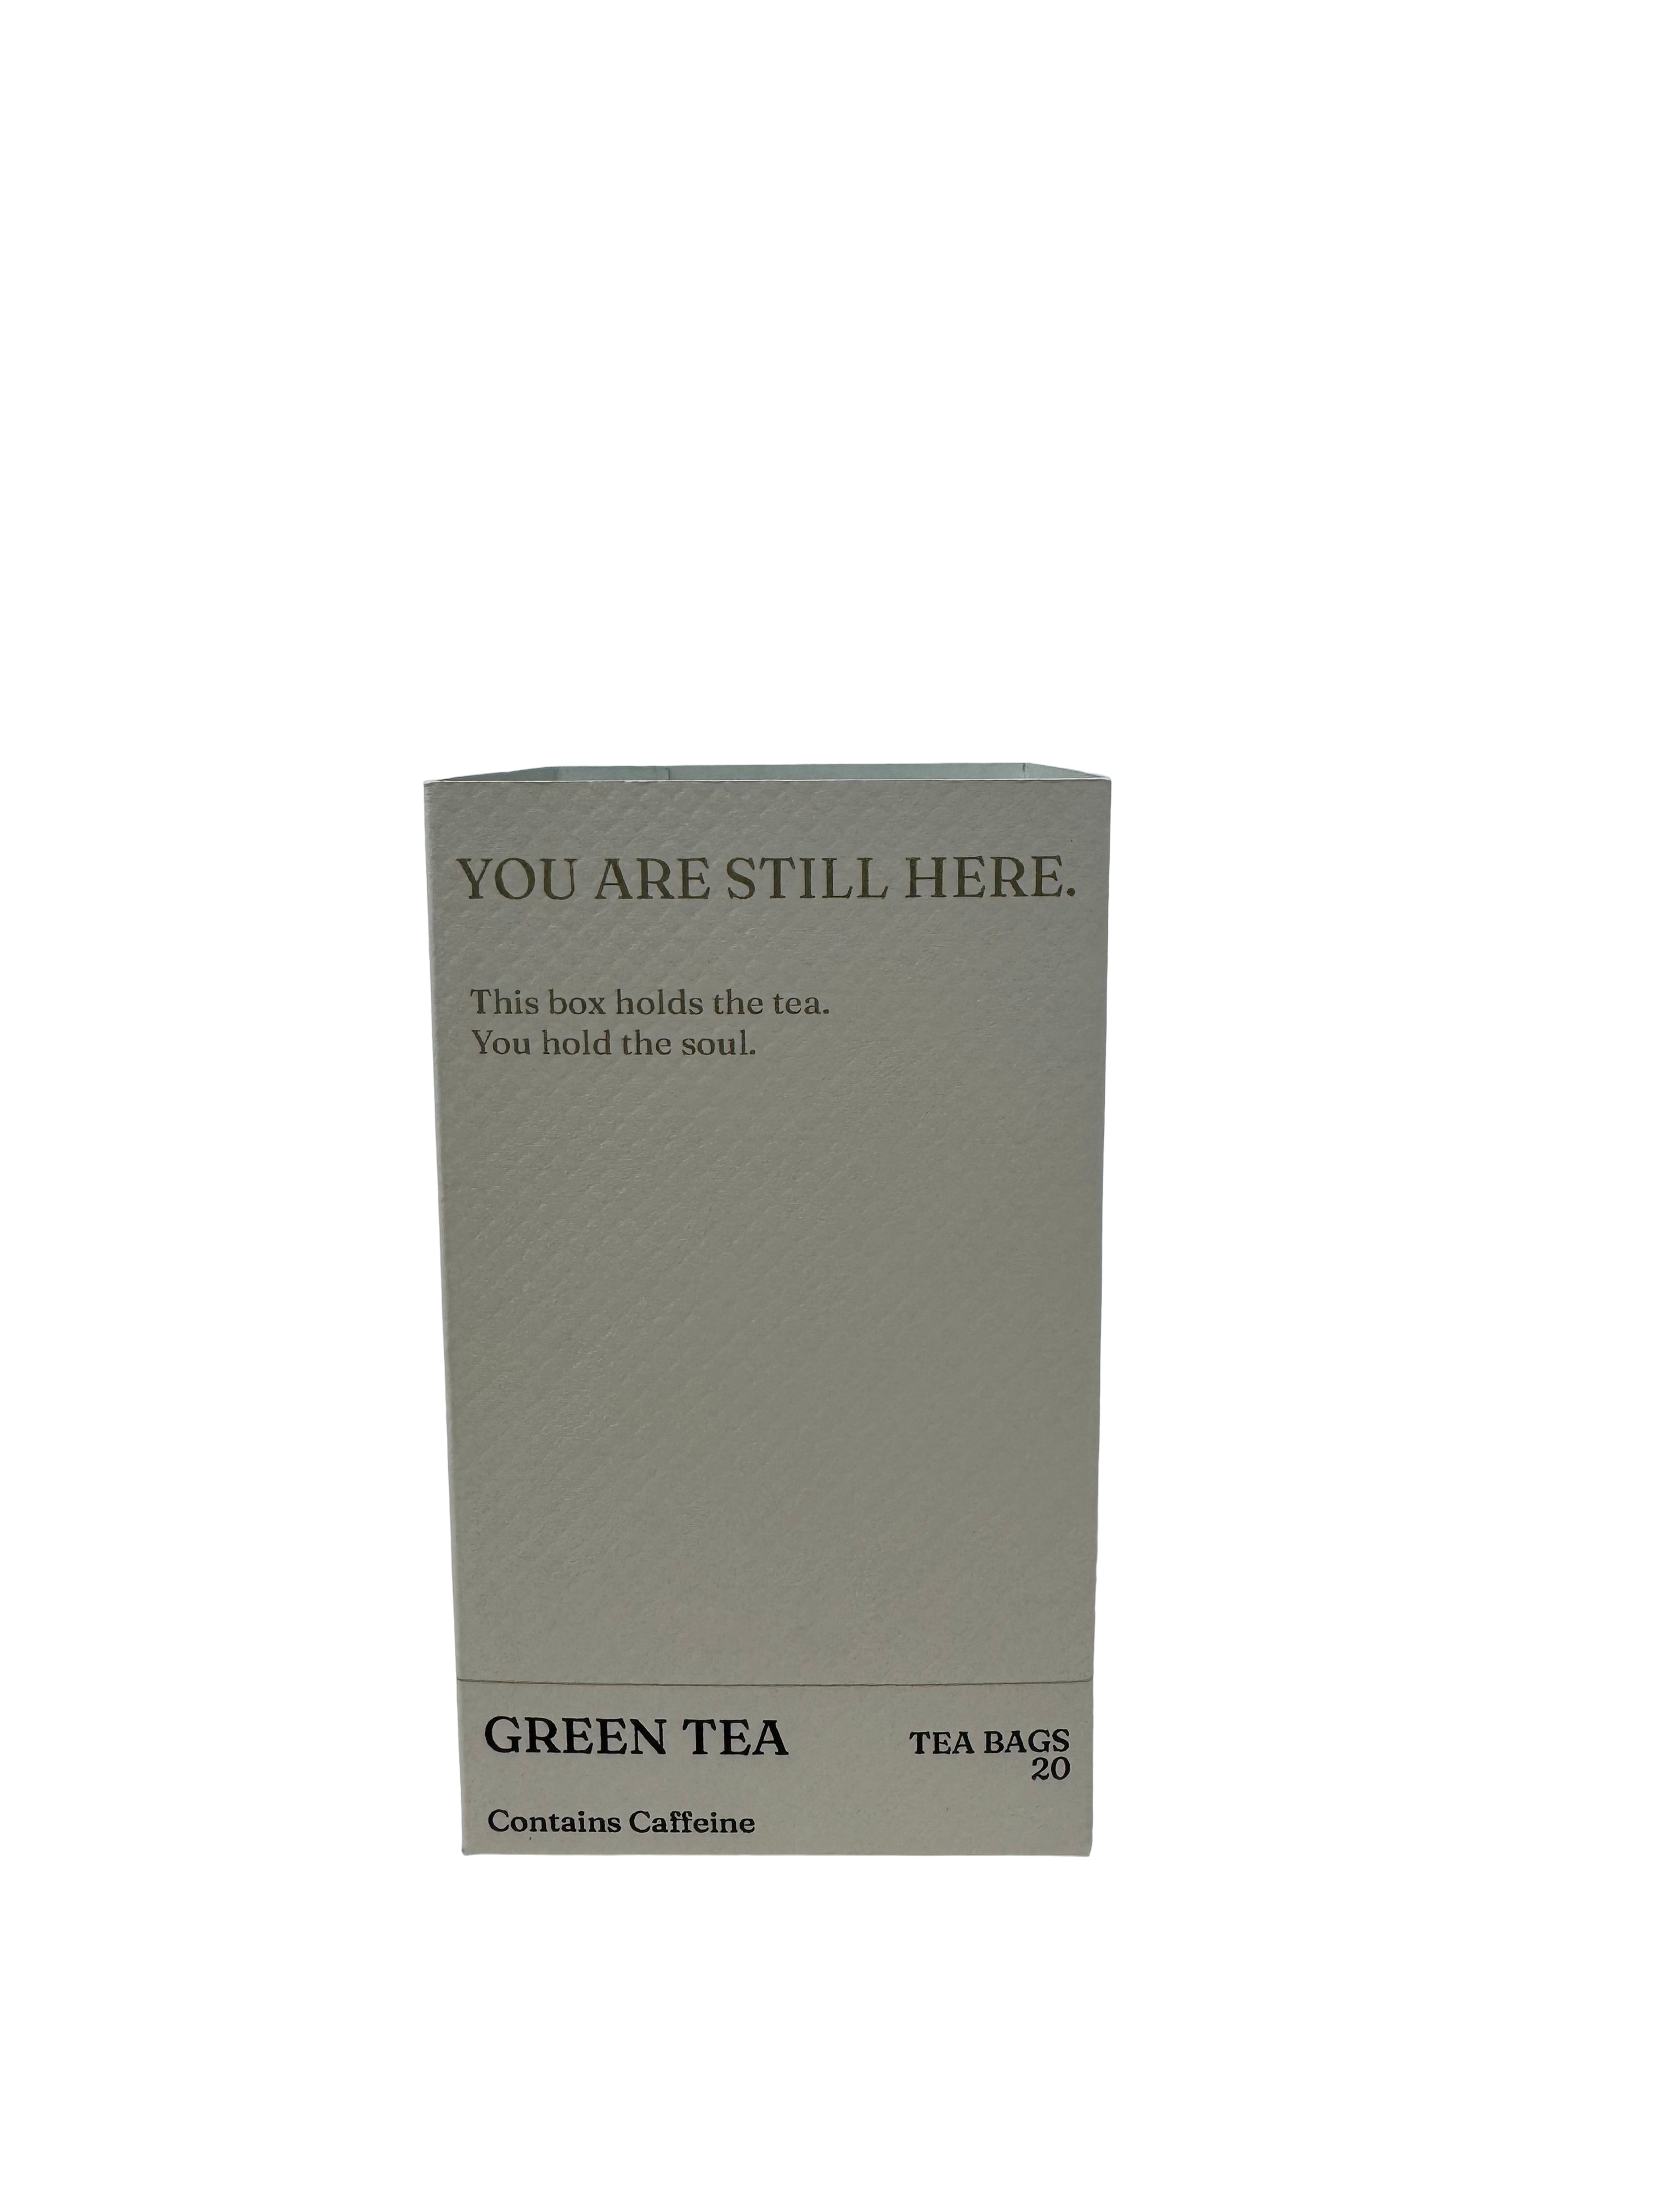 YOU ARE STILL HERE.
This box holds the tea.
You hold the soul.
GREEN TEA
TEA BAGS
20
Contains Caffeine